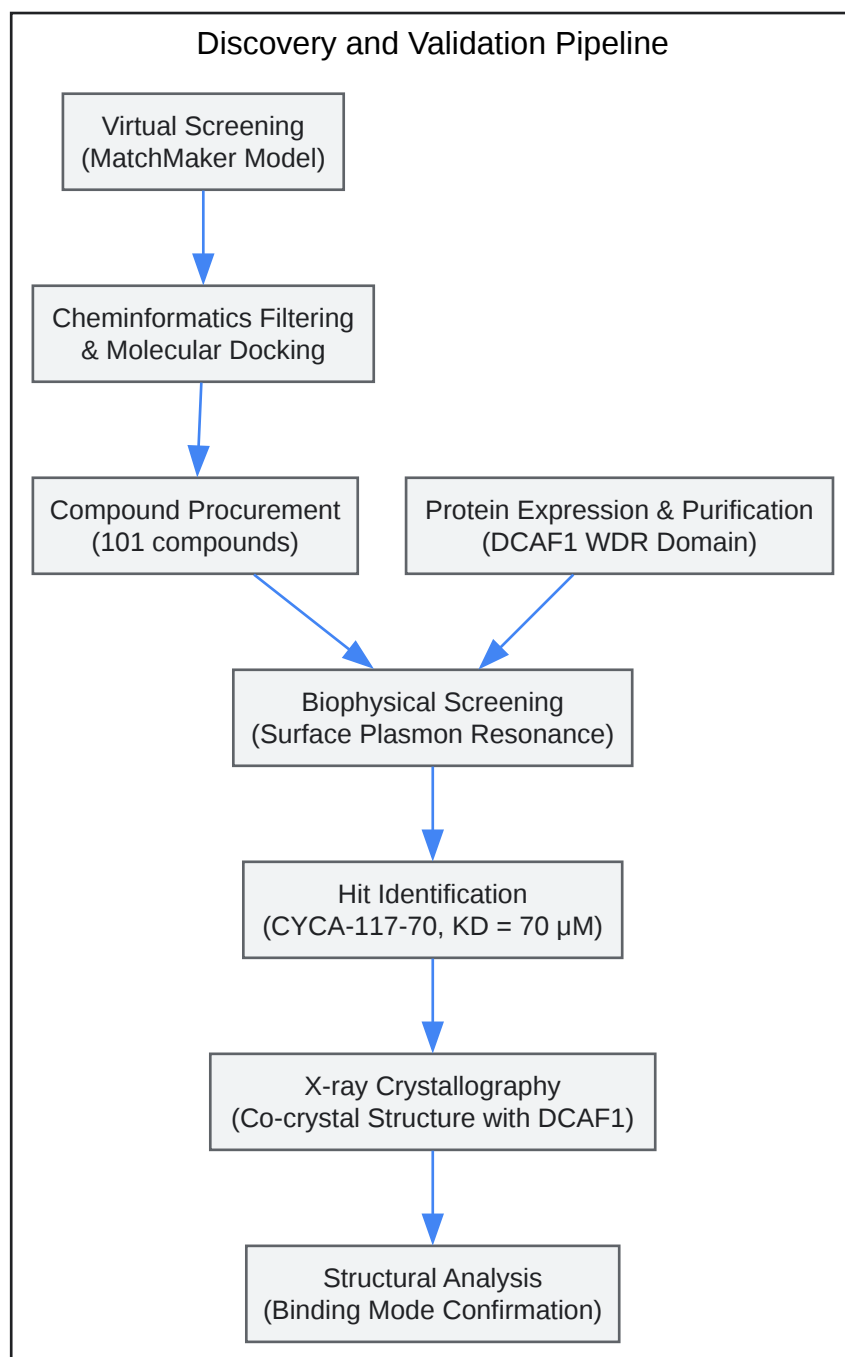 Discovery and Validation Pipeline
Virtual Screening
(MatchMaker Model)
Cheminformatics Filtering
& Molecular Docking
Compound Procurement
(101 compounds)
Protein Expression & Purification
(DCAF1 WDR Domain)
Biophysical Screening
(Surface Plasmon Resonance)
Hit Identification
(CYCA-117-70, KD = 70 μM)
X-ray Crystallography
(Co-crystal Structure with DCAF1)
Structural Analysis
(Binding Mode Confirmation)